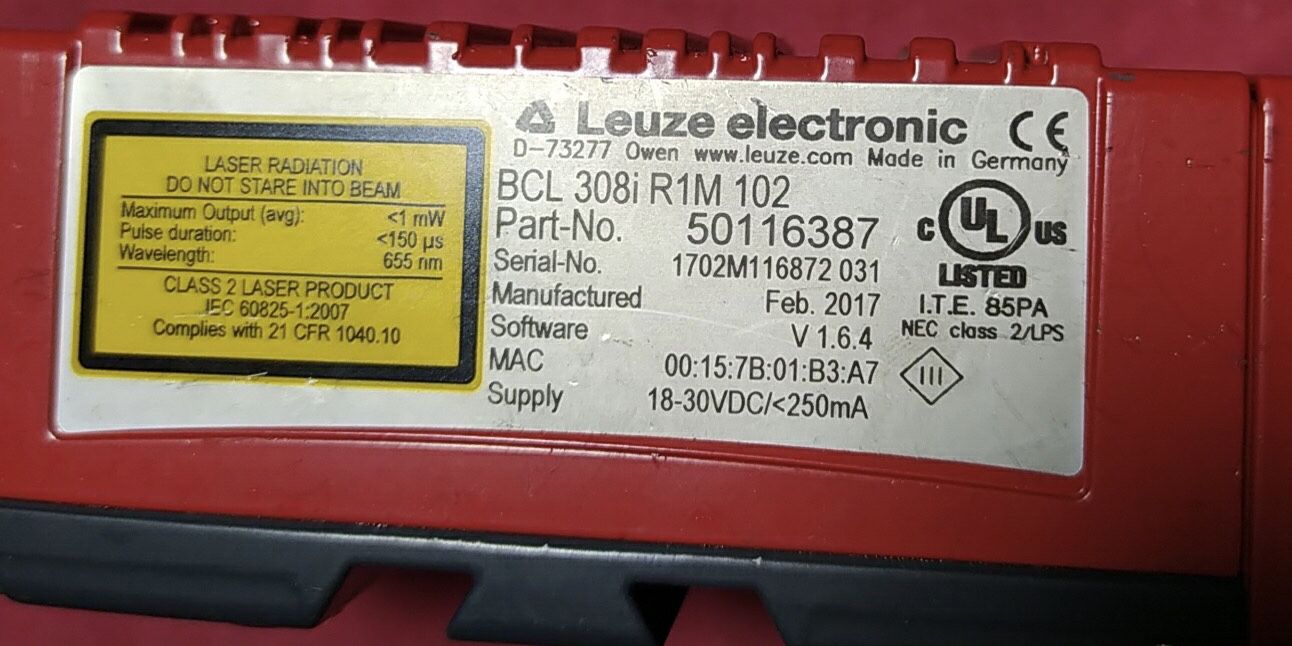 LASER RADIATION
DO NOT STARE INTO BEAM
Maximum Output (avg): <1 mW
Pulse duration: <150 µs
Wavelength: 655 nm
CLASS 2 LASER PRODUCT
IEC 60825-1:2007
Complies with 21 CFR 1040.10
Leuze electronic CE
D-73277 Owen www.leuze.com Made in Germany
BCL 308i R1M 102
Part-No. 50116387
Serial-No. 1702M116872 031
Manufactured Feb. 2017
Software V 1.6.4
MAC 00:15:7B:01:B3:A7
Supply 18-30VDC/<250mA
C UL US
LISTED
I.T.E. 85PA
NEC class 2/LPS
III